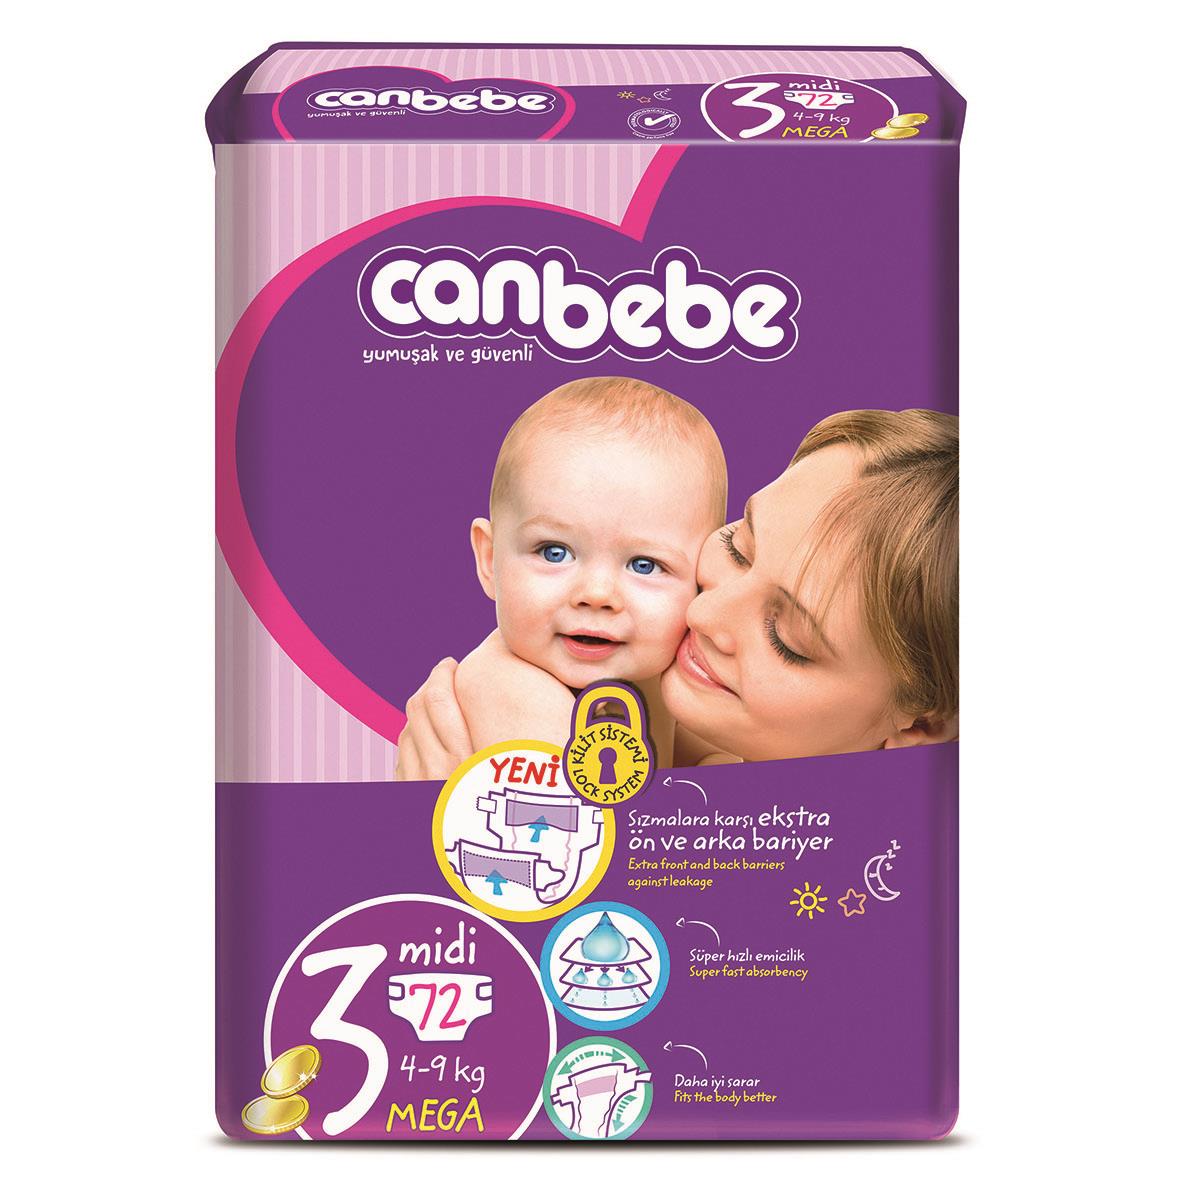 canbebe
yumuşak ve güvenli
3
midi
72
4-9 kg
MEGA
canbebe
yumuşak ve güvenli
YENİ
KİLİT SİSTEMİ
LOCK SYSTEM
Sızmalara karşı ekstra
ön ve arka bariyer
Extra front and back barriers
against leakage
z z z
3
midi
72
4-9 kg
MEGA
Süper hızlı emicilik
Super fast absorbency
Daha iyi sarar
Fits the body better